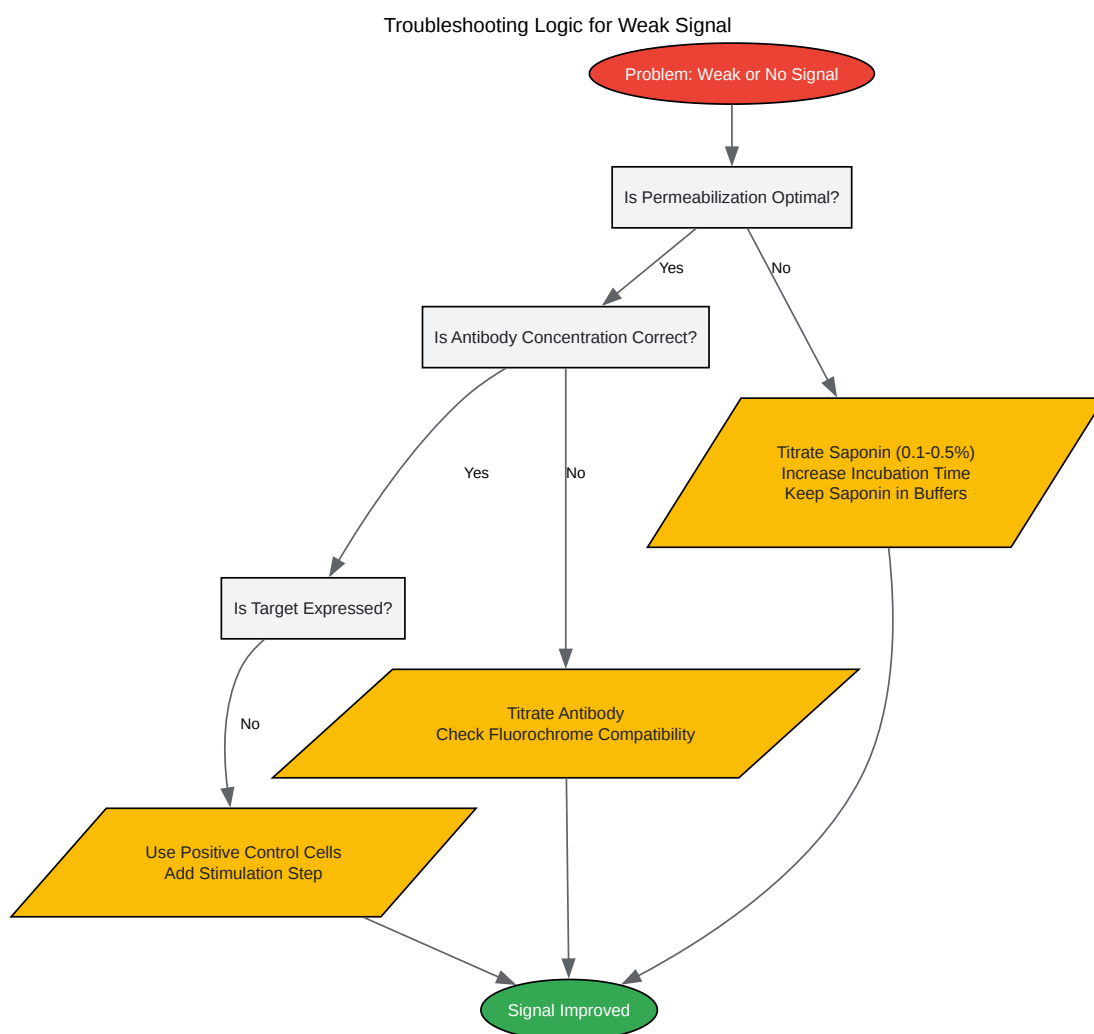 Troubleshooting Logic for Weak Signal
Problem: Weak or No Signal
Is Permeabilization Optimal?
Yes
No
Is Antibody Concentration Correct?
Titrate Saponin (0.1-0.5%)
Increase Incubation Time
Keep Saponin in Buffers
Yes
No
Is Target Expressed?
No
Titrate Antibody
Check Fluorochrome Compatibility
Use Positive Control Cells
Add Stimulation Step
Signal Improved